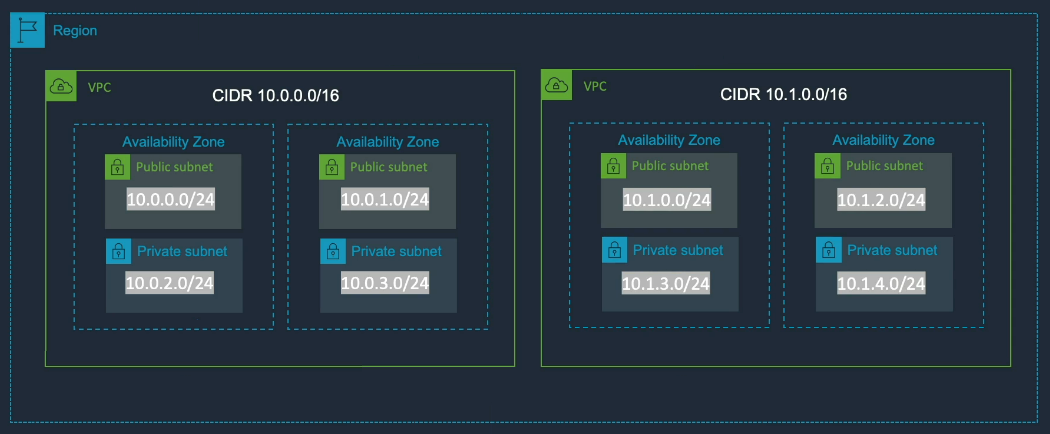 Region
VPC
CIDR 10.0.0.0/16
Availability Zone
Public subnet
10.0.0.0/24
Private subnet
10.0.2.0/24
Availability Zone
Public subnet
10.0.1.0/24
Private subnet
10.0.3.0/24
VPC
CIDR 10.1.0.0/16
Availability Zone
Public subnet
10.1.0.0/24
Private subnet
10.1.3.0/24
Availability Zone
Public subnet
10.1.2.0/24
Private subnet
10.1.4.0/24